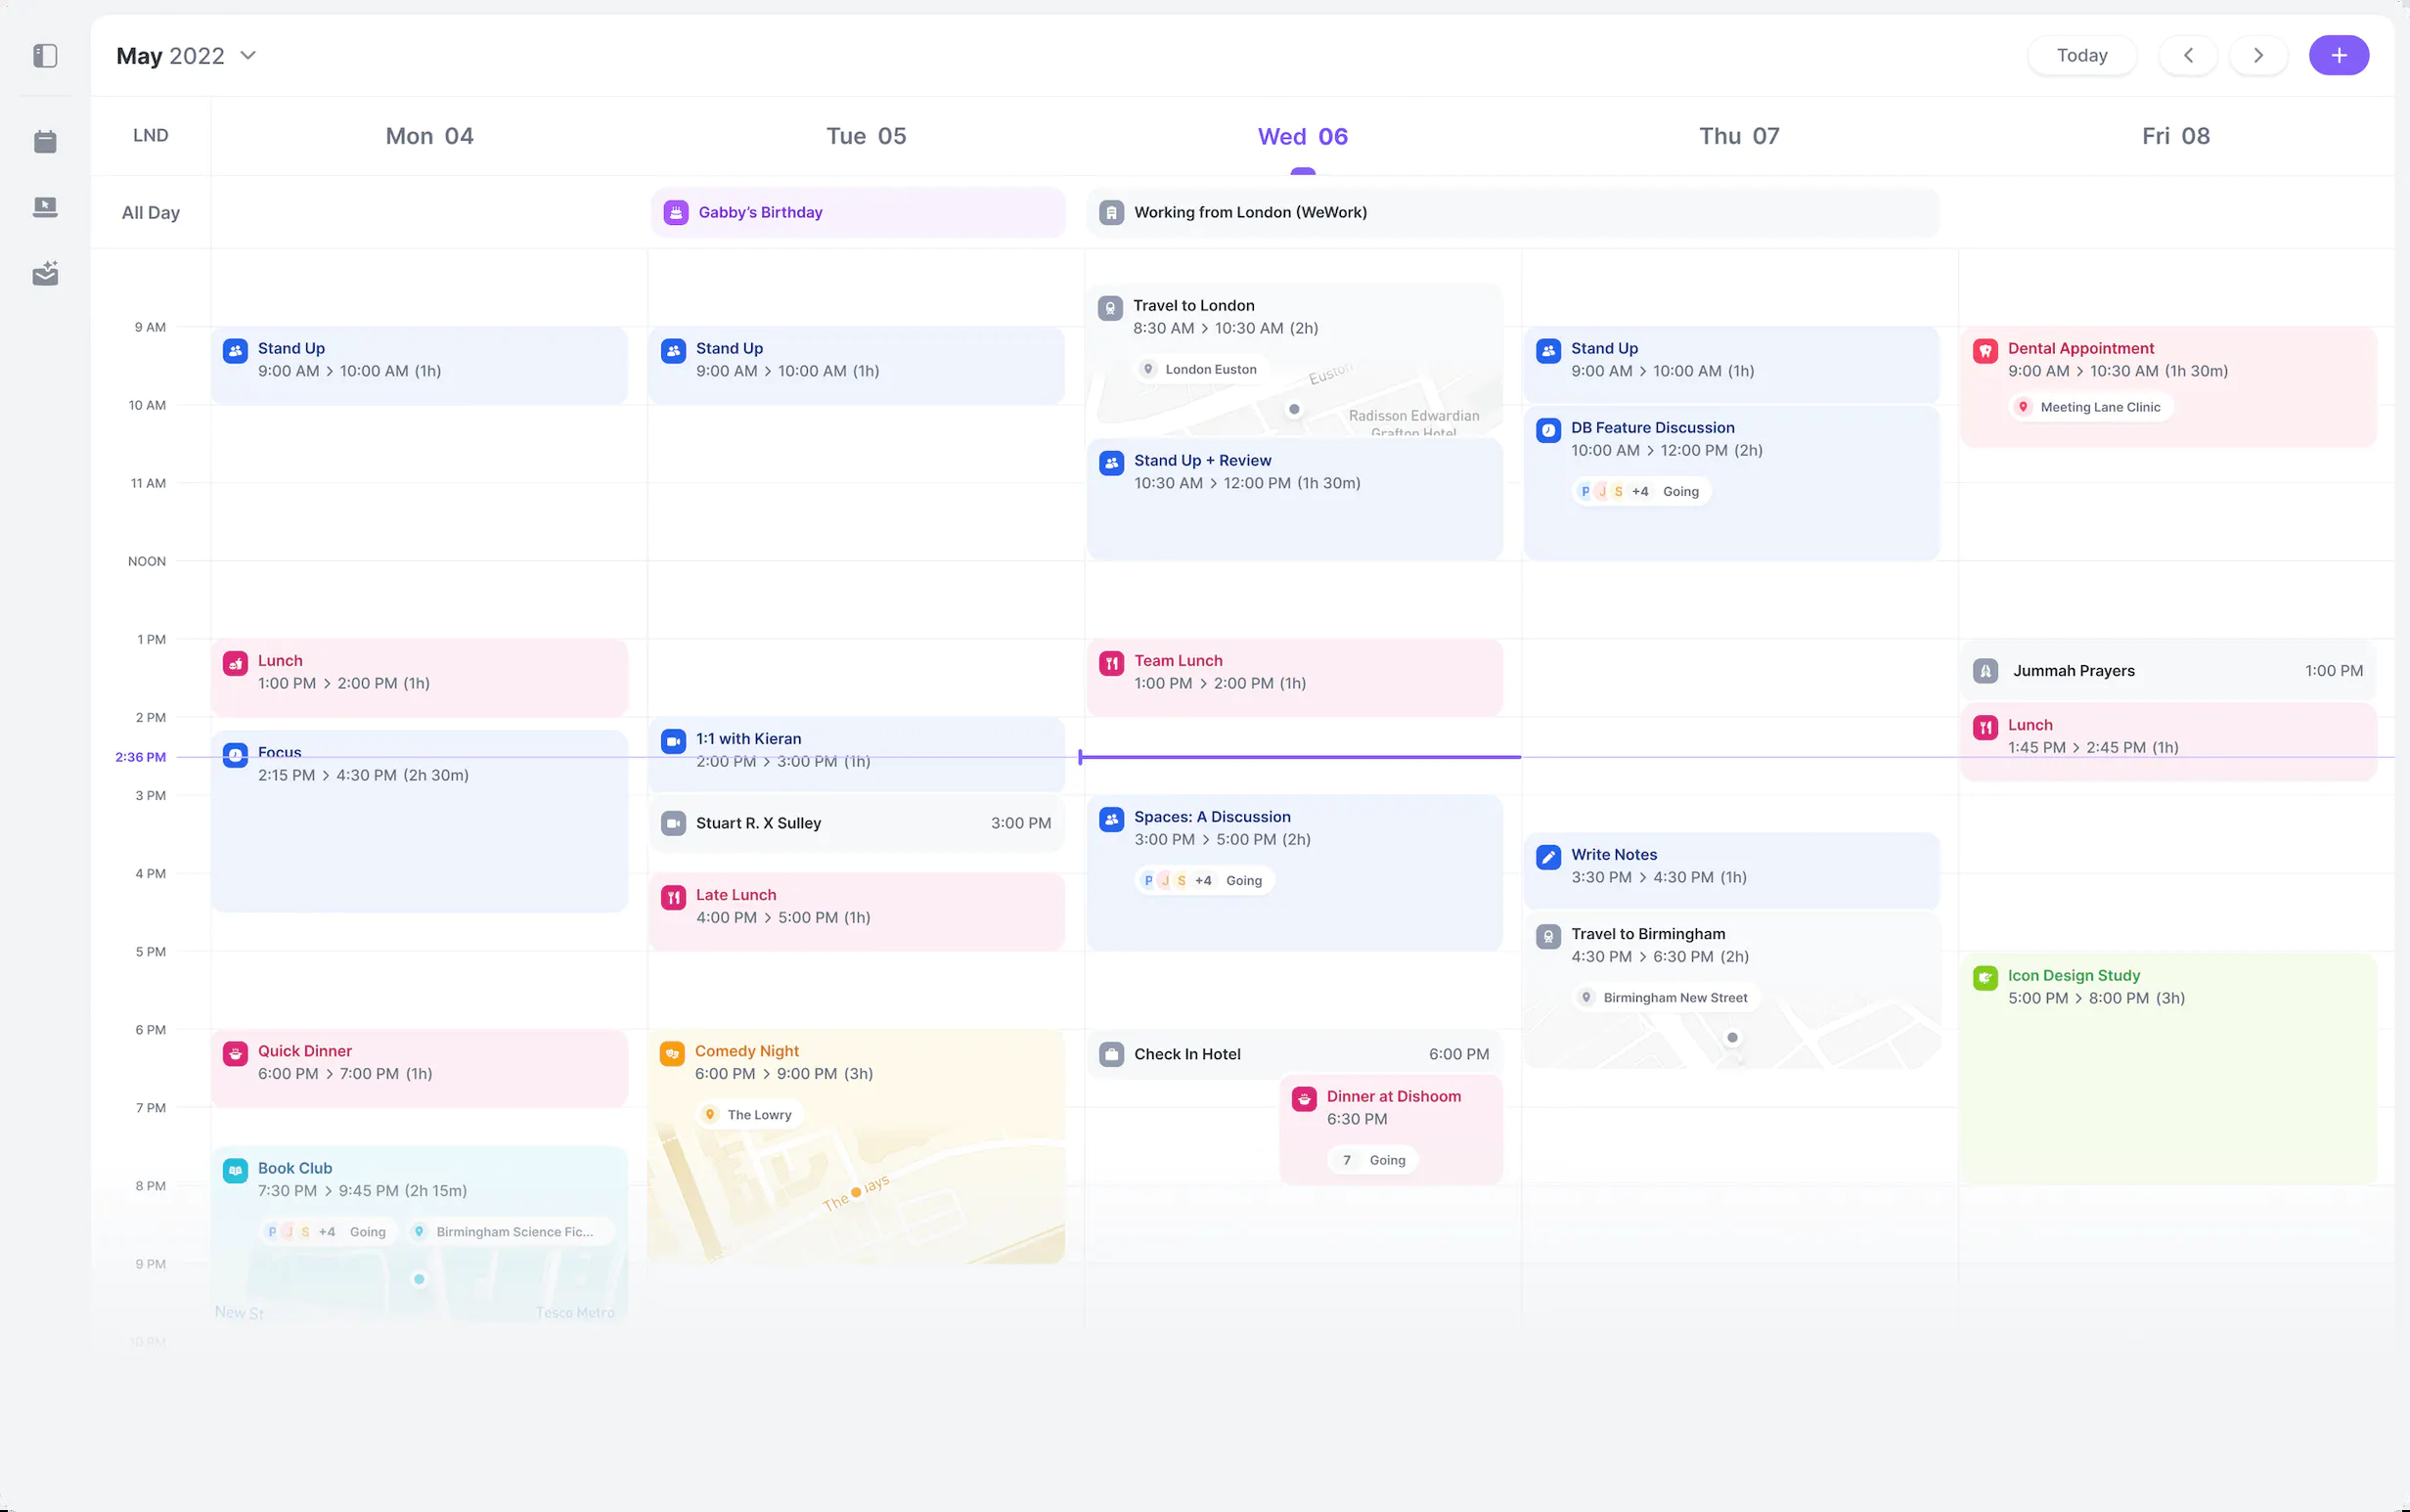 May 2022
Today
LND
Mon 04
Tue 05
Wed 06
Thu 07
Fri 08
All Day
Gabby’s Birthday
Working from London (WeWork)
9 AM
10 AM
11 AM
NOON
1 PM
2 PM
2:36 PM
3 PM
4 PM
5 PM
6 PM
7 PM
8 PM
9 PM
10 PM
Stand Up
9:00 AM > 10:00 AM (1h)
Lunch
1:00 PM > 2:00 PM (1h)
Focus
2:15 PM > 4:30 PM (2h 30m)
Quick Dinner
6:00 PM > 7:00 PM (1h)
Book Club
7:30 PM > 9:45 PM (2h 15m)
P J S +4 Going
Birmingham Science Fic...
New St
Tesco Metro
Stand Up
9:00 AM > 10:00 AM (1h)
1:1 with Kieran
2:00 PM > 3:00 PM (1h)
Stuart R. X Sulley 3:00 PM
Late Lunch
4:00 PM > 5:00 PM (1h)
Comedy Night
6:00 PM > 9:00 PM (3h)
The Lowry
The
Travel to London
8:30 AM > 10:30 AM (2h)
London Euston
Euston
Radisson Edwardian
Grafton Hotel
Stand Up + Review
10:30 AM > 12:00 PM (1h 30m)
Team Lunch
1:00 PM > 2:00 PM (1h)
Spaces: A Discussion
3:00 PM > 5:00 PM (2h)
P J S +4 Going
Check In Hotel 6:00 PM
Dinner at Dishoom
6:30 PM
7 Going
Stand Up
9:00 AM > 10:00 AM (1h)
DB Feature Discussion
10:00 AM > 12:00 PM (2h)
P J S +4 Going
Write Notes
3:30 PM > 4:30 PM (1h)
Travel to Birmingham
4:30 PM > 6:30 PM (2h)
Birmingham New Street
Dental Appointment
9:00 AM > 10:30 AM (1h 30m)
Meeting Lane Clinic
Jummah Prayers 1:00 PM
Lunch
1:45 PM > 2:45 PM (1h)
Icon Design Study
5:00 PM > 8:00 PM (3h)